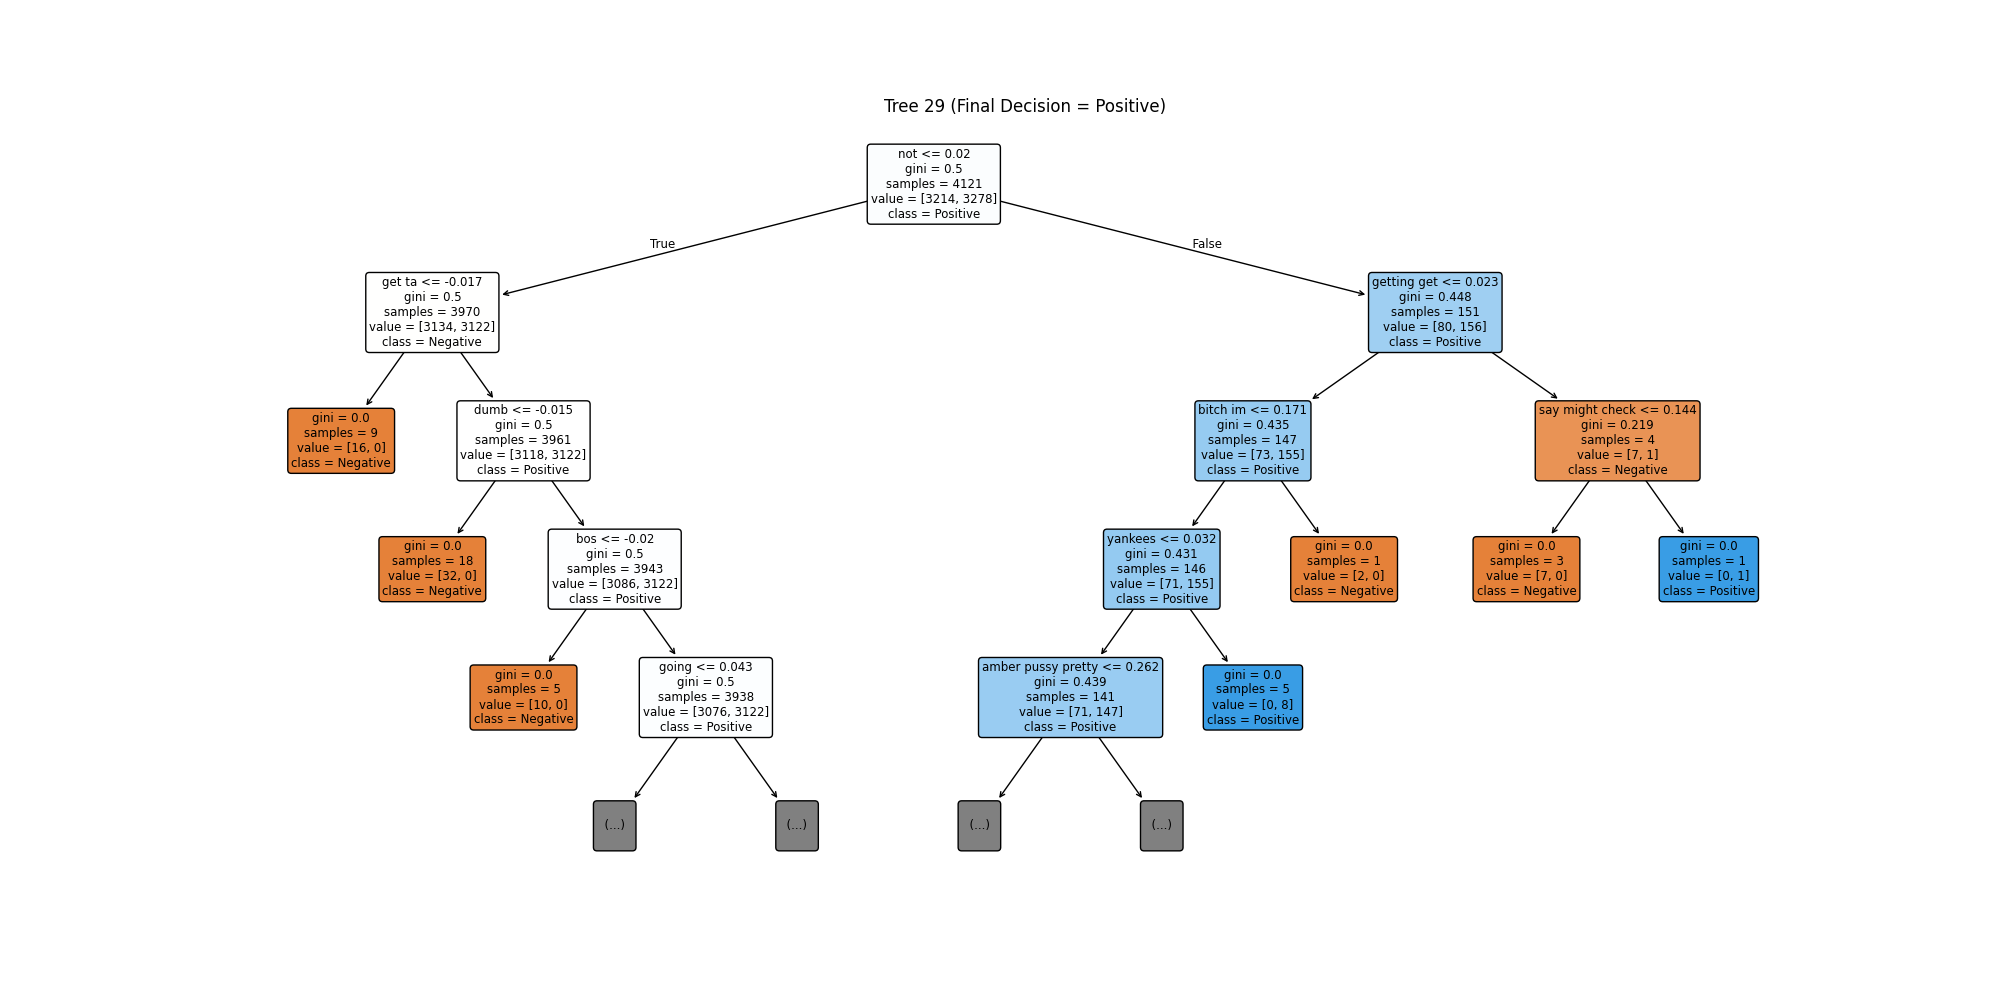 Tree 29 (Final Decision = Positive)
not <= 0.02
gini = 0.5
samples = 4121
value = [3214, 3278]
class = Positive
True
False
get ta <= -0.017
gini = 0.5
samples = 3970
value = [3134, 3122]
class = Negative
getting get <= 0.023
gini = 0.448
samples = 151
value = [80, 156]
class = Positive
gini = 0.0
samples = 9
value = [16, 0]
class = Negative
dumb <= -0.015
gini = 0.5
samples = 3961
value = [3118, 3122]
class = Positive
bitch im <= 0.171
gini = 0.435
samples = 147
value = [73, 155]
class = Positive
say might check <= 0.144
gini = 0.219
samples = 4
value = [7, 1]
class = Negative
gini = 0.0
samples = 18
value = [32, 0]
class = Negative
bos <= -0.02
gini = 0.5
samples = 3943
value = [3086, 3122]
class = Positive
yankees <= 0.032
gini = 0.431
samples = 146
value = [71, 155]
class = Positive
gini = 0.0
samples = 1
value = [2, 0]
class = Negative
gini = 0.0
samples = 3
value = [7, 0]
class = Negative
gini = 0.0
samples = 1
value = [0, 1]
class = Positive
gini = 0.0
samples = 5
value = [10, 0]
class = Negative
going <= 0.043
gini = 0.5
samples = 3938
value = [3076, 3122]
class = Positive
amber pussy pretty <= 0.262
gini = 0.439
samples = 141
value = [71, 147]
class = Positive
gini = 0.0
samples = 5
value = [0, 8]
class = Positive
(...)
(...)
(...)
(...)